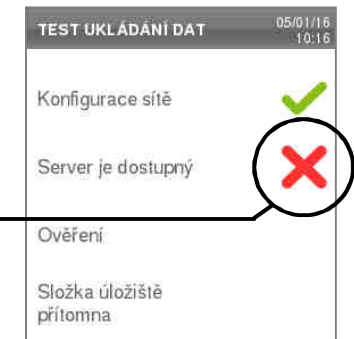 TEST UKLÁDÁNÍ DAT 05/01/16
10:16
Konfigurace sítě
Server je dostupný
Ověření
Složka úložiště
přítomna